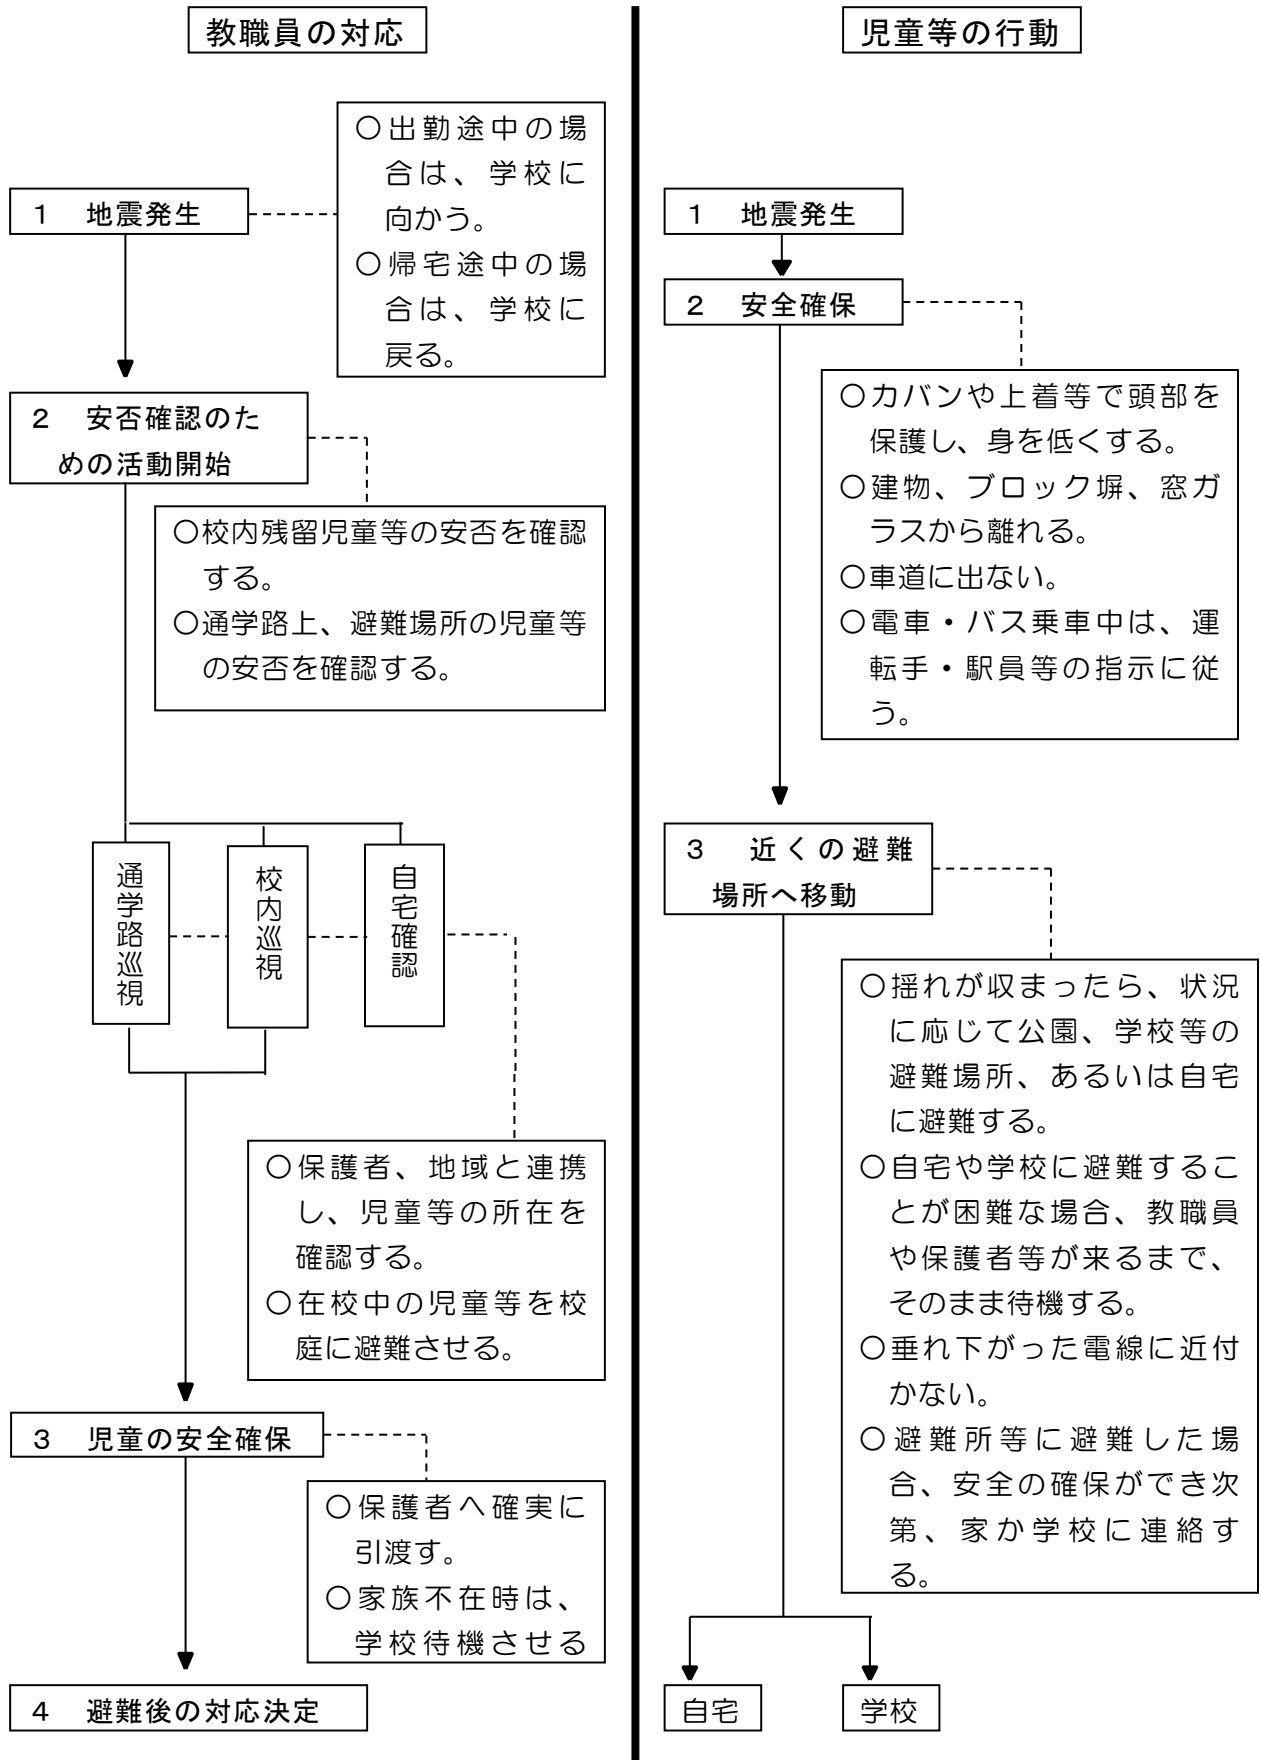 教職員の対応
○出勤途中の場
合は、学校に
向かう。
○帰宅途中の場
合は、学校に
戻る。
１　地震発生
２　安否確認のた
めの活動開始
○校内残留児童等の安否を確認
する。
○通学路上、避難場所の児童等
の安否を確認する。
通学路巡視
校内巡視
自宅確認
○保護者、地域と連携
し、児童等の所在を
確認する。
○在校中の児童等を校
庭に避難させる。
３　児童の安全確保
○保護者へ確実に
引渡す。
○家族不在時は、
学校待機させる
４　避難後の対応決定
児童等の行動
１　地震発生
２　安全確保
○カバンや上着等で頭部を
保護し、身を低くする。
○建物、ブロック塀、窓ガ
ラスから離れる。
○車道に出ない。
○電車・バス乗車中は、運
転手・駅員等の指示に従
う。
３　近くの避難
場所へ移動
○揺れが収まったら、状況
に応じて公園、学校等の
避難場所、あるいは自宅
に避難する。
○自宅や学校に避難するこ
とが困難な場合、教職員
や保護者等が来るまで、
そのまま待機する。
○垂れ下がった電線に近付
かない。
○避難所等に避難した場
合、安全の確保ができ次
第、家か学校に連絡す
る。
自宅
学校